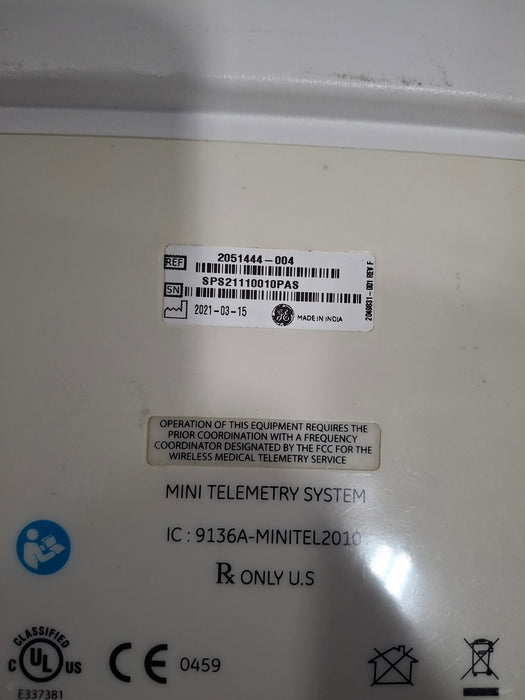 REF 2051444-004
SN SPS21110010PAS
2021-03-15 GE MADE IN INDIA
2069831-001 REV F
OPERATION OF THIS EQUIPMENT REQUIRES THE
PRIOR COORDINATION WITH A FREQUENCY
COORDINATOR DESIGNATED BY THE FCC FOR THE
WIRELESS MEDICAL TELEMETRY SERVICE
MINI TELEMETRY SYSTEM
IC : 9136A-MINITEL2010
Rx ONLY U.S
CLASSIFIED
C UL US
E337381
CE 0459